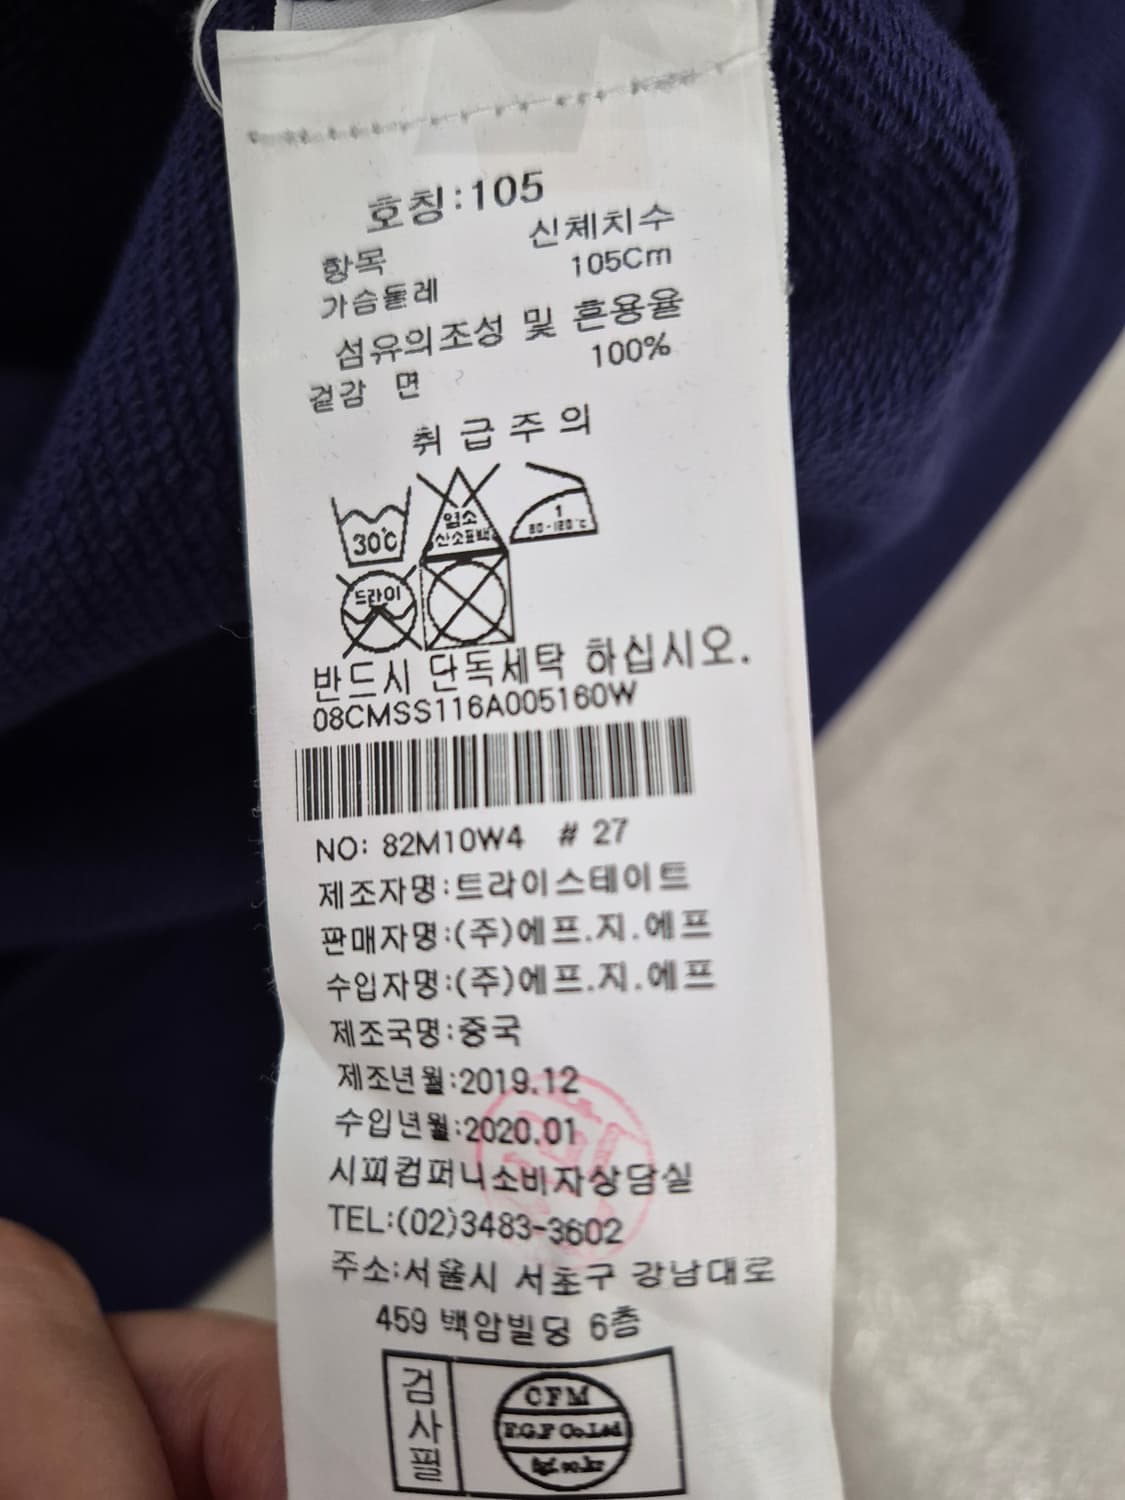 호칭:105
항목 신체치수
가슴둘레 105Cm
섬유의조성 및 혼용율
겉감 면 100%
취급주의
30℃
염소
산소표백
1
80-120℃
드라이
반드시 단독세탁 하십시오.
08CMSS116A005160W
NO: 82M10W4 # 27
제조자명:트라이스테이트
판매자명:(주)에프.지.에프
수입자명:(주)에프.지.에프
제조국명:중국
제조년월:2019.12
수입년월:2020.01
시피컴퍼니소비자상담실
TEL:(02)3483-3602
주소:서울시 서초구 강남대로
459 백암빌딩 6층
검사필
CFM
F.G.F Co.Ltd
fgf.co.kr